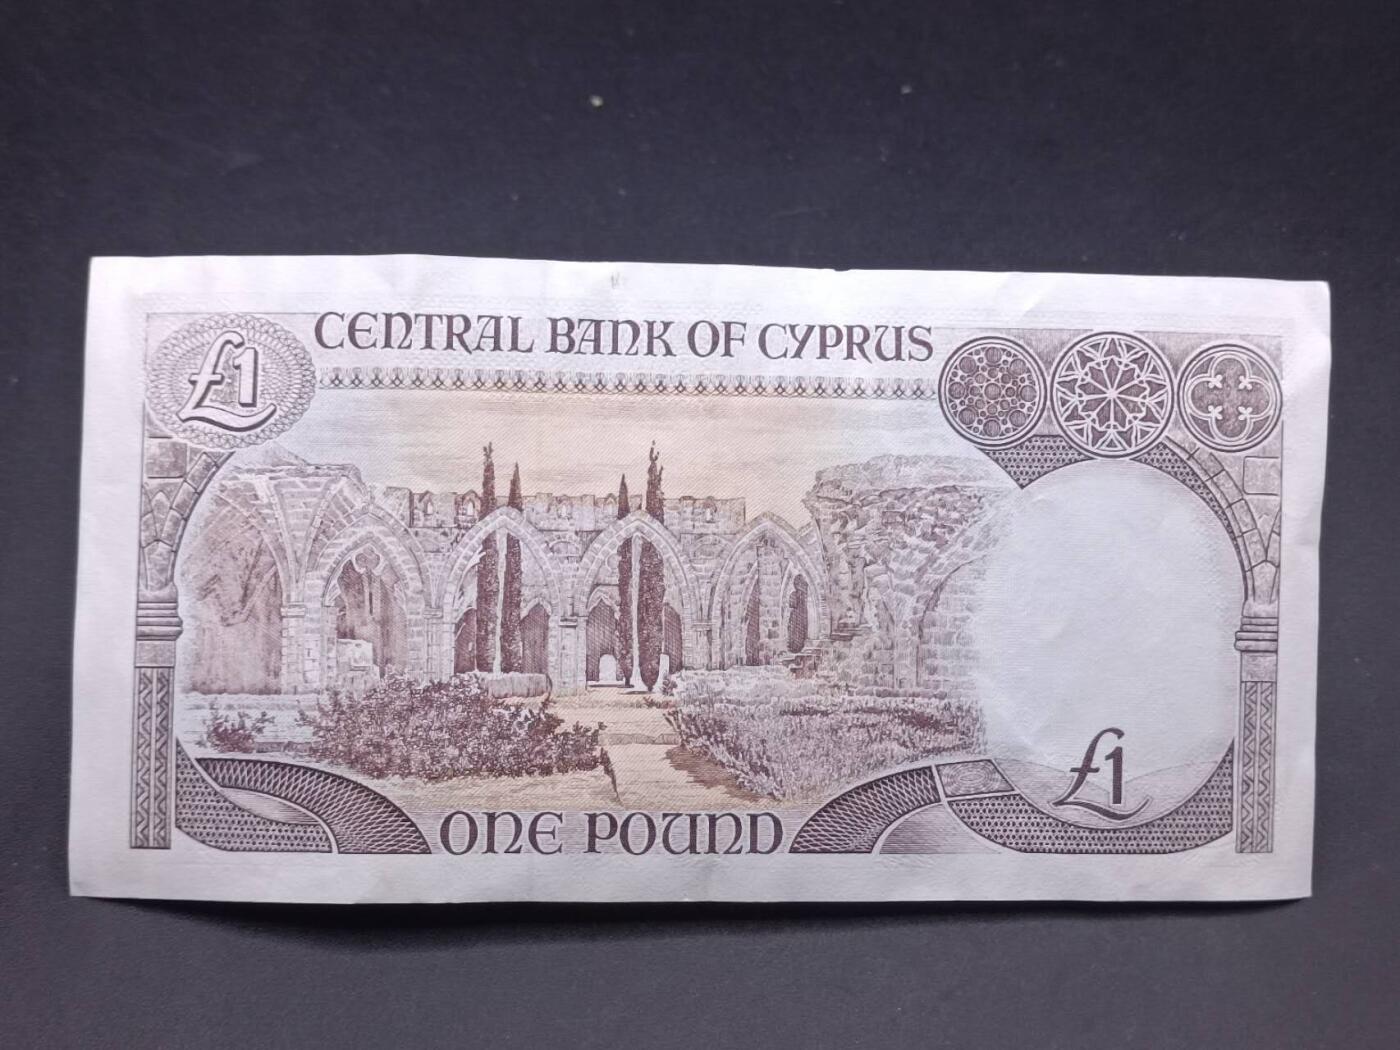 £1
CENTRAL BANK OF CYPRUS
£1
ONE POUND